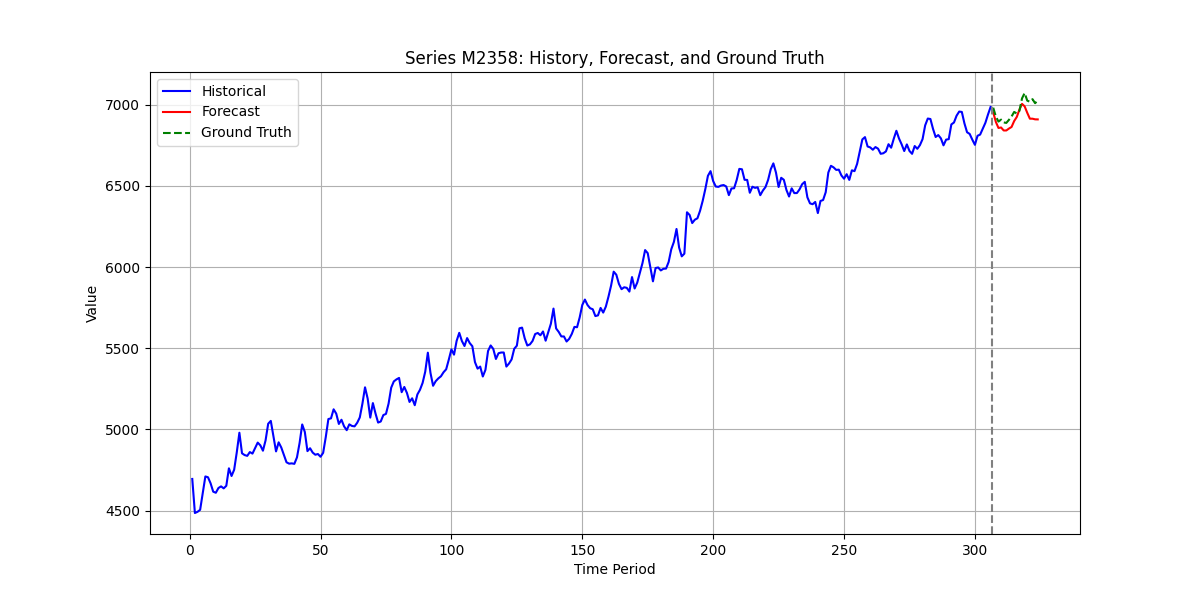 Series M2358: History, Forecast, and Ground Truth
Historical
Forecast
Ground Truth
7000
6500
6000
5500
5000
4500
Value
0 50 100 150 200 250 300
Time Period